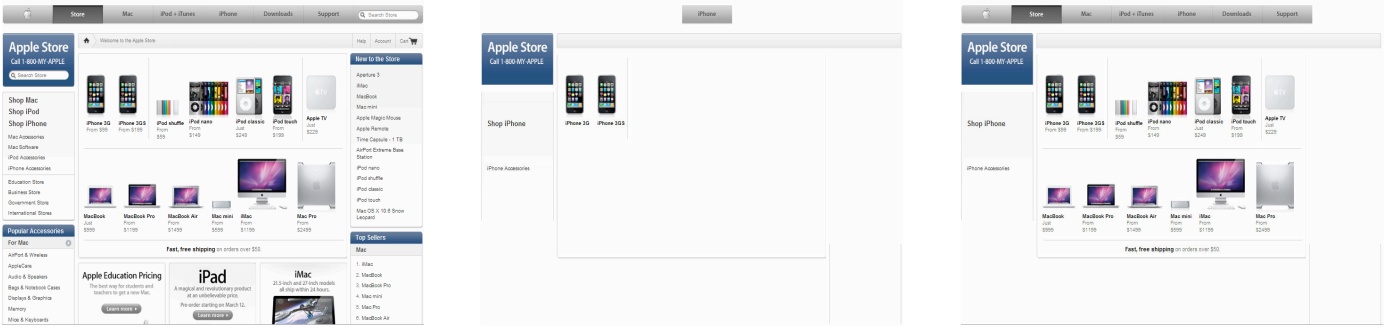 Store
Mac
iPod + iTunes
iPhone
Downloads
Support
Search Store
Apple Store
Call 1-800-MY-APPLE
Search Store
Welcome to the Apple Store
Help
Account
Cart
Shop Mac
Shop iPod
Shop iPhone
Mac Accessories
Mac Software
iPod Accessories
iPhone Accessories
Education Store
Business Store
Government Store
International Stores
Popular Accessories
For Mac
AirPort & Wireless
AppleCare
Audio & Speakers
Bags & Notebook Cases
Displays & Graphics
Memory
Mice & Keyboards
iPhone 3G
From $99
iPhone 3GS
From $199
iPod shuffle
From
$59
iPod nano
From
$149
iPod classic
Just
$249
iPod touch
From
$199
Apple TV
Just
$229
MacBook
Just
$999
MacBook Pro
From
$1199
MacBook Air
From
$1499
Mac mini
From
$599
iMac
From
$1199
Mac Pro
From
$2499
Fast, free shipping on orders over $50.
Apple Education Pricing
The best way for students and
teachers to get a new Mac.
Learn more
iPad
A magical and revolutionary product
at an unbelievable price.
Pre-order starting on March 12.
Learn more
iMac
21.5-inch and 27-inch models
all ship within 24 hours.
New to the Store
Aperture 3
iMac
MacBook
Mac mini
Apple Magic Mouse
Apple Remote
Time Capsule - 1 TB
AirPort Extreme Base
Station
iPod nano
iPod shuffle
iPod classic
iPod touch
Mac OS X 10.6 Snow
Leopard
Top Sellers
Mac
1. iMac
2. MacBook
3. MacBook Pro
4. Mac mini
5. Mac Pro
6. MacBook Air
iPhone
Apple Store
Call 1-800-MY-APPLE
Shop iPhone
iPhone Accessories
iPhone 3G
iPhone 3GS
Store
Mac
iPod + iTunes
iPhone
Downloads
Support
Apple Store
Call 1-800-MY-APPLE
Shop iPhone
iPhone Accessories
iPhone 3G
From $99
iPhone 3GS
From $199
iPod shuffle
From
$59
iPod nano
From
$149
iPod classic
Just
$249
iPod touch
From
$199
Apple TV
Just
$229
MacBook
Just
$999
MacBook Pro
From
$1199
MacBook Air
From
$1499
Mac mini
From
$599
iMac
From
$1199
Mac Pro
From
$2499
Fast, free shipping on orders over $50.